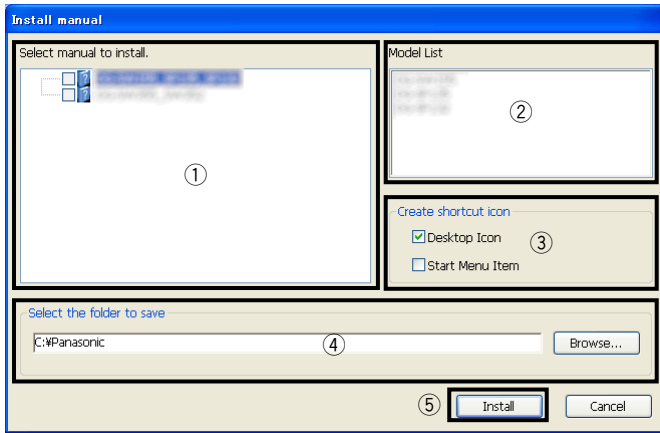 Install manual
Select manual to install.
Model List
①
②
Create shortcut icon
Desktop Icon
③
Start Menu Item
Select the folder to save
C:¥Panasonic
④
Browse...
⑤
Install
Cancel